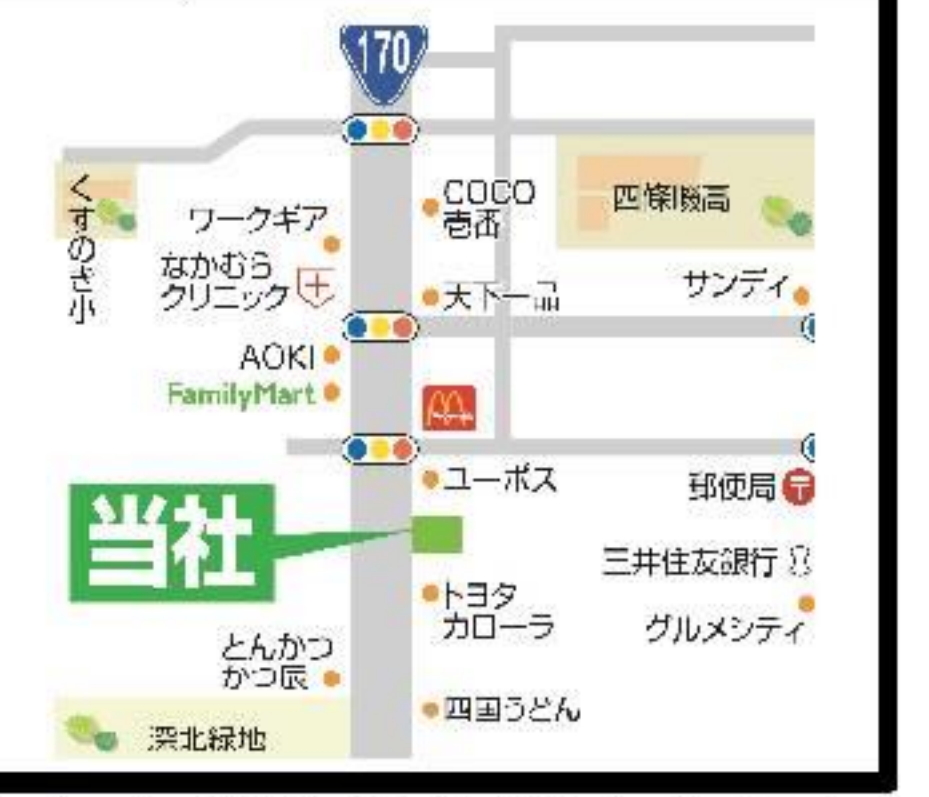 170
くすのき小
ワークギア
COCO
壱番
四條畷高
なかむら
クリニック
天下一品
サンディ
AOKI
FamilyMart
ユーポス
郵便局
当社
三井住友銀行
トヨタ
カローラ
グルメシティ
とんかつ
かつ辰
四国うどん
深北緑地